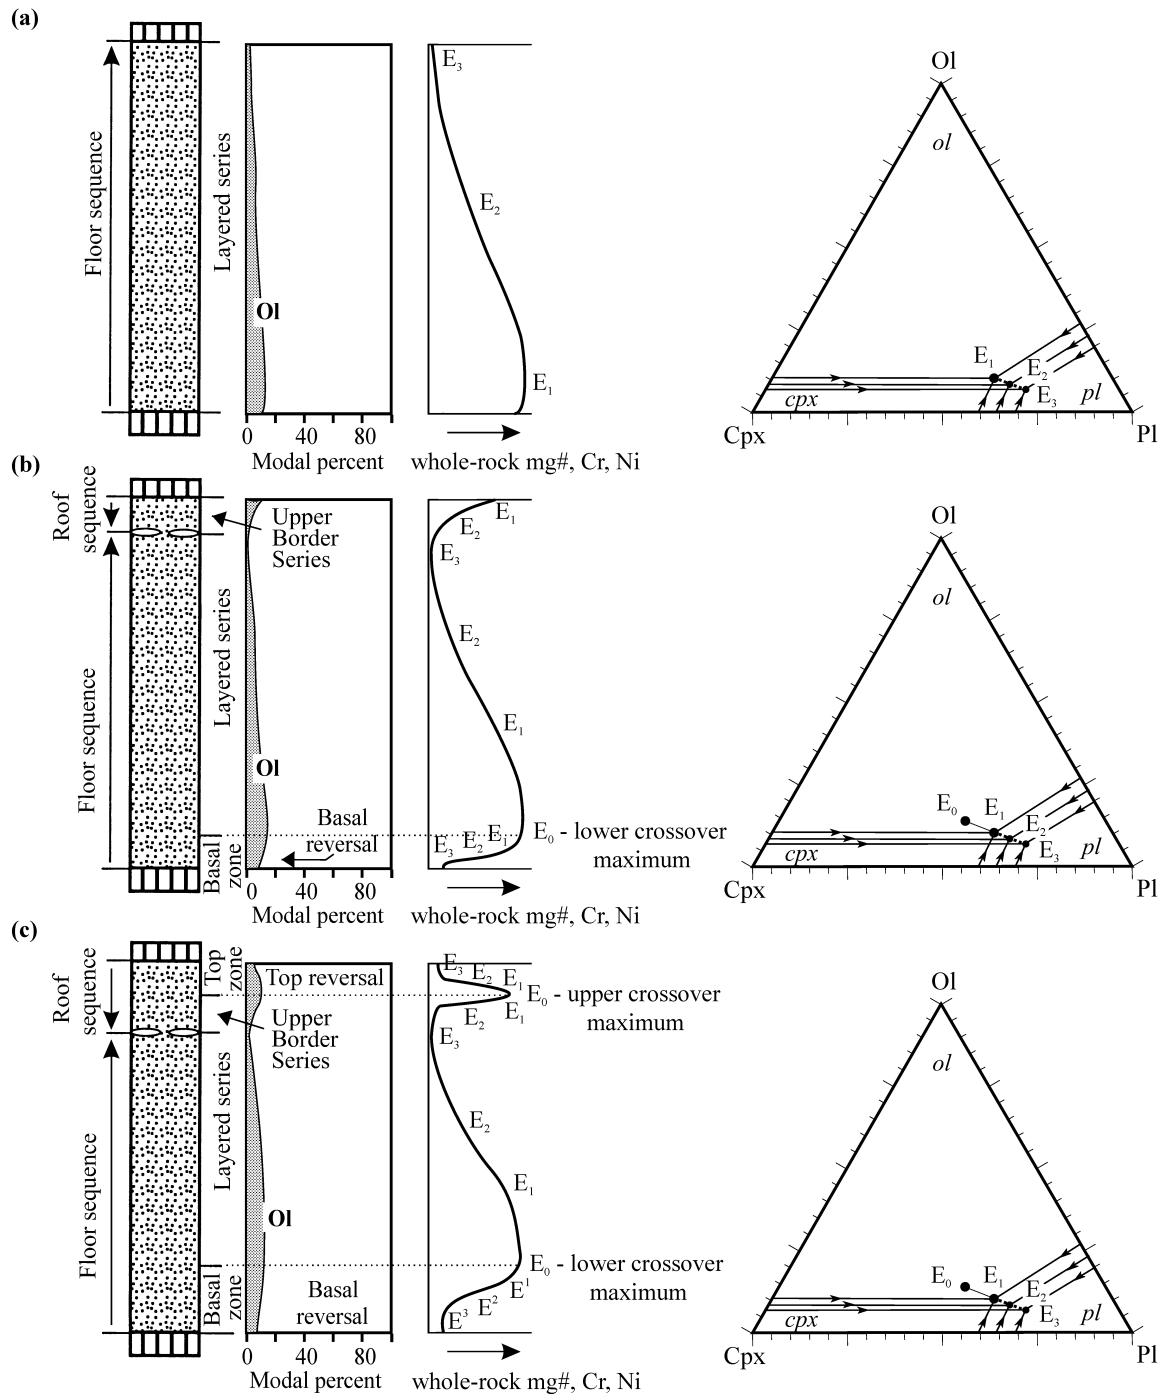 (a)
Floor sequence
Layered series
Ol
0 40 80
Modal percent
E3
E2
E1
whole-rock mg#, Cr, Ni
Ol
ol
E1
E2
E3
cpx
pl
Cpx
Pl
(b)
Roof
sequence
Floor sequence
Upper
Border
Series
Layered series
Ol
Basal
reversal
Basal
zone
0 40 80
Modal percent
E1
E2
E3
E2
E1
E3 E2 E1
E0 - lower crossover
maximum
whole-rock mg#, Cr, Ni
Ol
ol
E0
E1
E2
E3
cpx
pl
Cpx
Pl
(c)
Roof
sequence
Floor sequence
Top
zone
Top reversal
Upper
Border
Series
Layered series
Ol
Basal
zone
Basal
reversal
0 40 80
Modal percent
E3 E2 E1
E0 - upper crossover
maximum
E1
E2
E3
E2
E1
E0 - lower crossover
maximum
E1
E2
E3
whole-rock mg#, Cr, Ni
Ol
ol
E0
E1
E2
E3
cpx
pl
Cpx
Pl